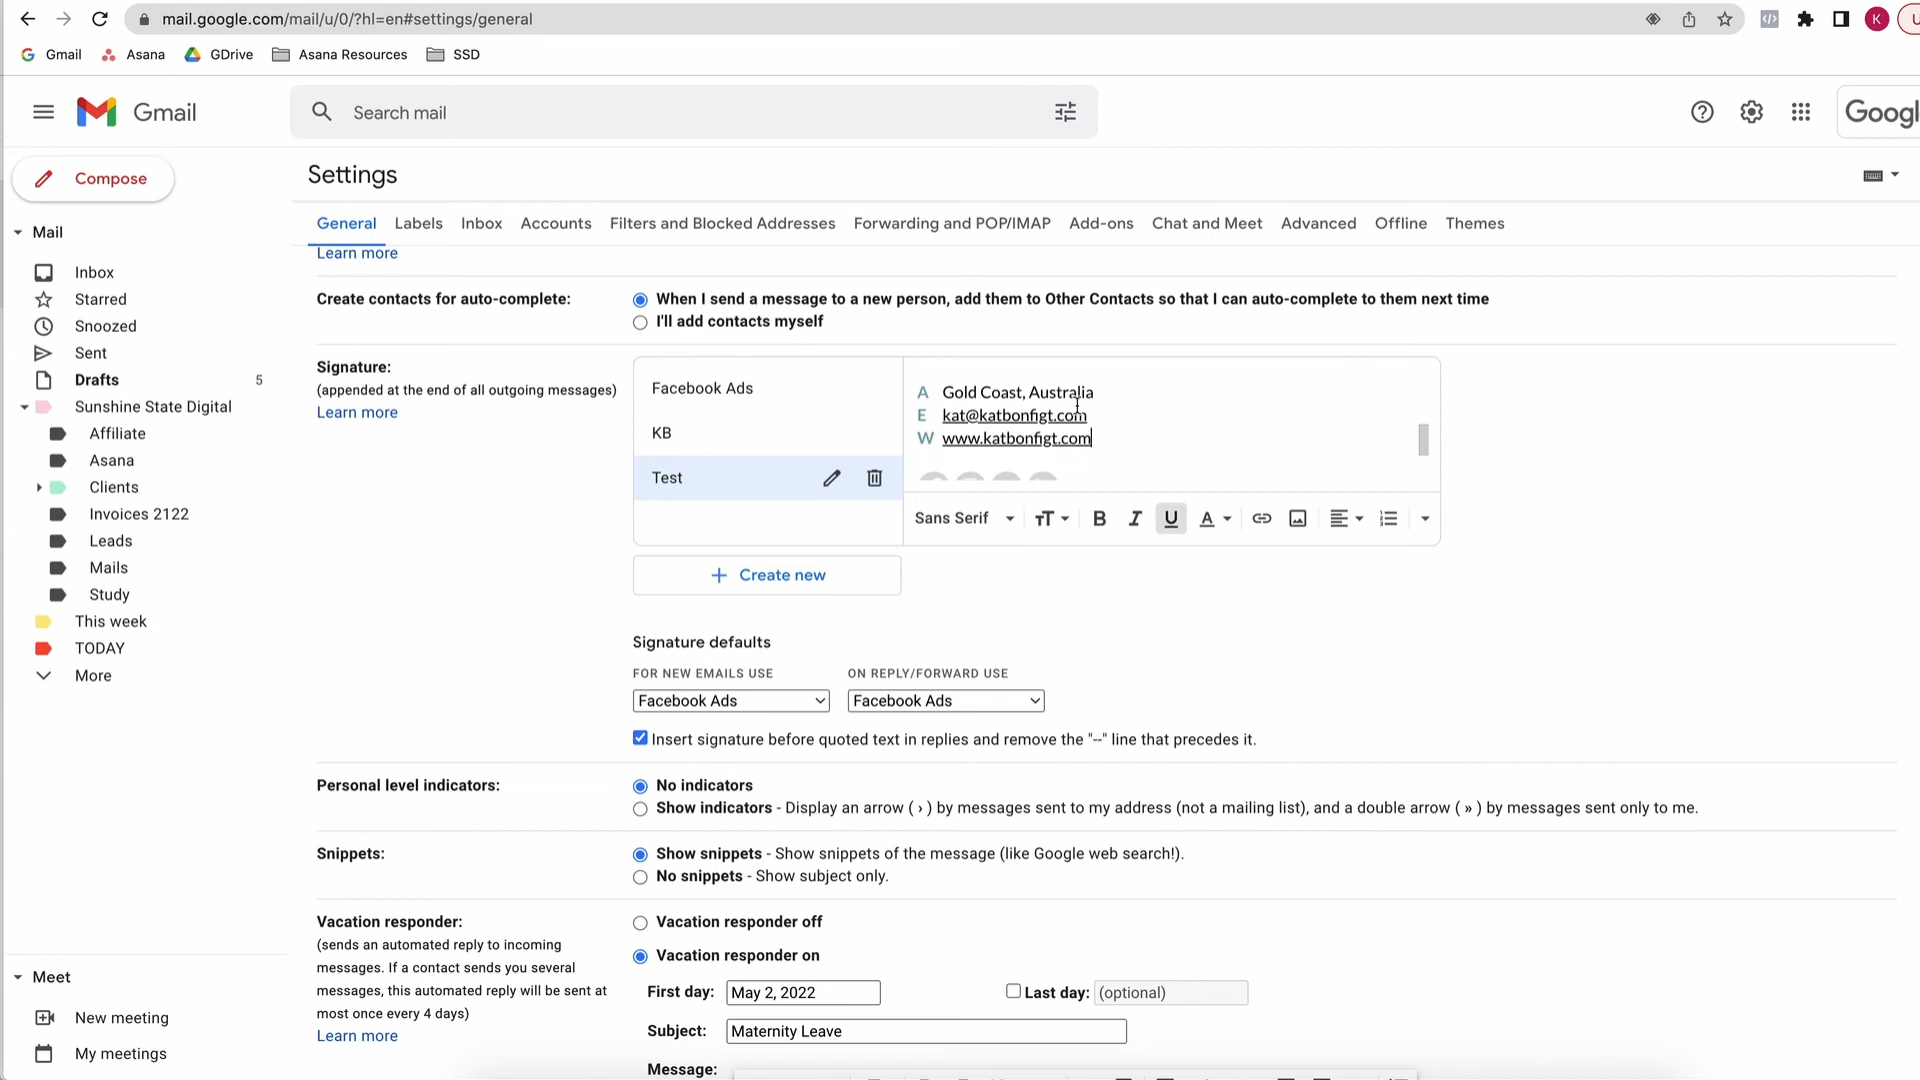 mail.google.com/mail/u/0/?hl=en#settings/general
K
U
Gmail
Asana
GDrive
Asana Resources
SSD
Gmail
Search mail
Googl
Compose
Settings
General
Labels
Inbox
Accounts
Filters and Blocked Addresses
Forwarding and POP/IMAP
Add-ons
Chat and Meet
Advanced
Offline
Themes
Mail
Inbox
Starred
Snoozed
Sent
Drafts 5
Sunshine State Digital
Affiliate
Asana
Clients
Invoices 2122
Leads
Mails
Study
This week
TODAY
More
Meet
New meeting
My meetings
Learn more
Create contacts for auto-complete:
When I send a message to a new person, add them to Other Contacts so that I can auto-complete to them next time
I'll add contacts myself
Signature:
(appended at the end of all outgoing messages)
Learn more
Facebook Ads
KB
Test
A Gold Coast, Australia
E kat@katbonfigt.com
W www.katbonfigt.com
Sans Serif
B I U A
Create new
Signature defaults
FOR NEW EMAILS USE
ON REPLY/FORWARD USE
Facebook Ads
Facebook Ads
Insert signature before quoted text in replies and remove the "--" line that precedes it.
Personal level indicators:
No indicators
Show indicators - Display an arrow ( › ) by messages sent to my address (not a mailing list), and a double arrow ( » ) by messages sent only to me.
Snippets:
Show snippets - Show snippets of the message (like Google web search!).
No snippets - Show subject only.
Vacation responder:
(sends an automated reply to incoming
messages. If a contact sends you several
messages, this automated reply will be sent at
most once every 4 days)
Learn more
Vacation responder off
Vacation responder on
First day: May 2, 2022
Last day: (optional)
Subject: Maternity Leave
Message: